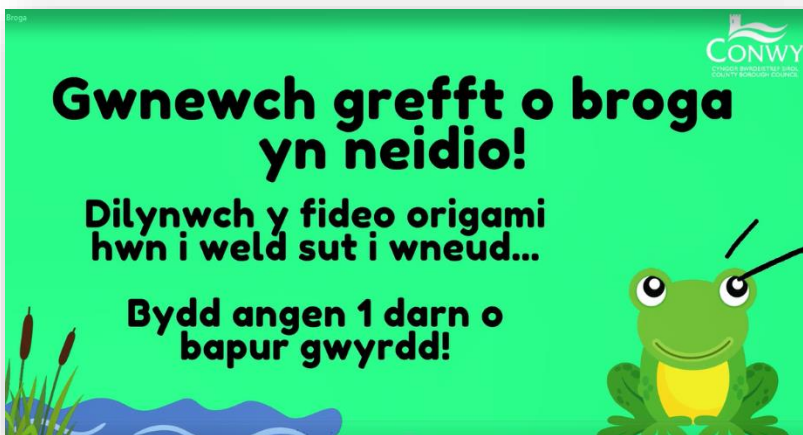 Broga
CONWY
CYNGOR BWRDEISTREF SIROL
COUNTY BOROUGH COUNCIL
Gwnewch grefft o broga
yn neidio!
Dilynwch y fideo origami
hwn i weld sut i wneud...
Bydd angen 1 darn o
bapur gwyrdd!